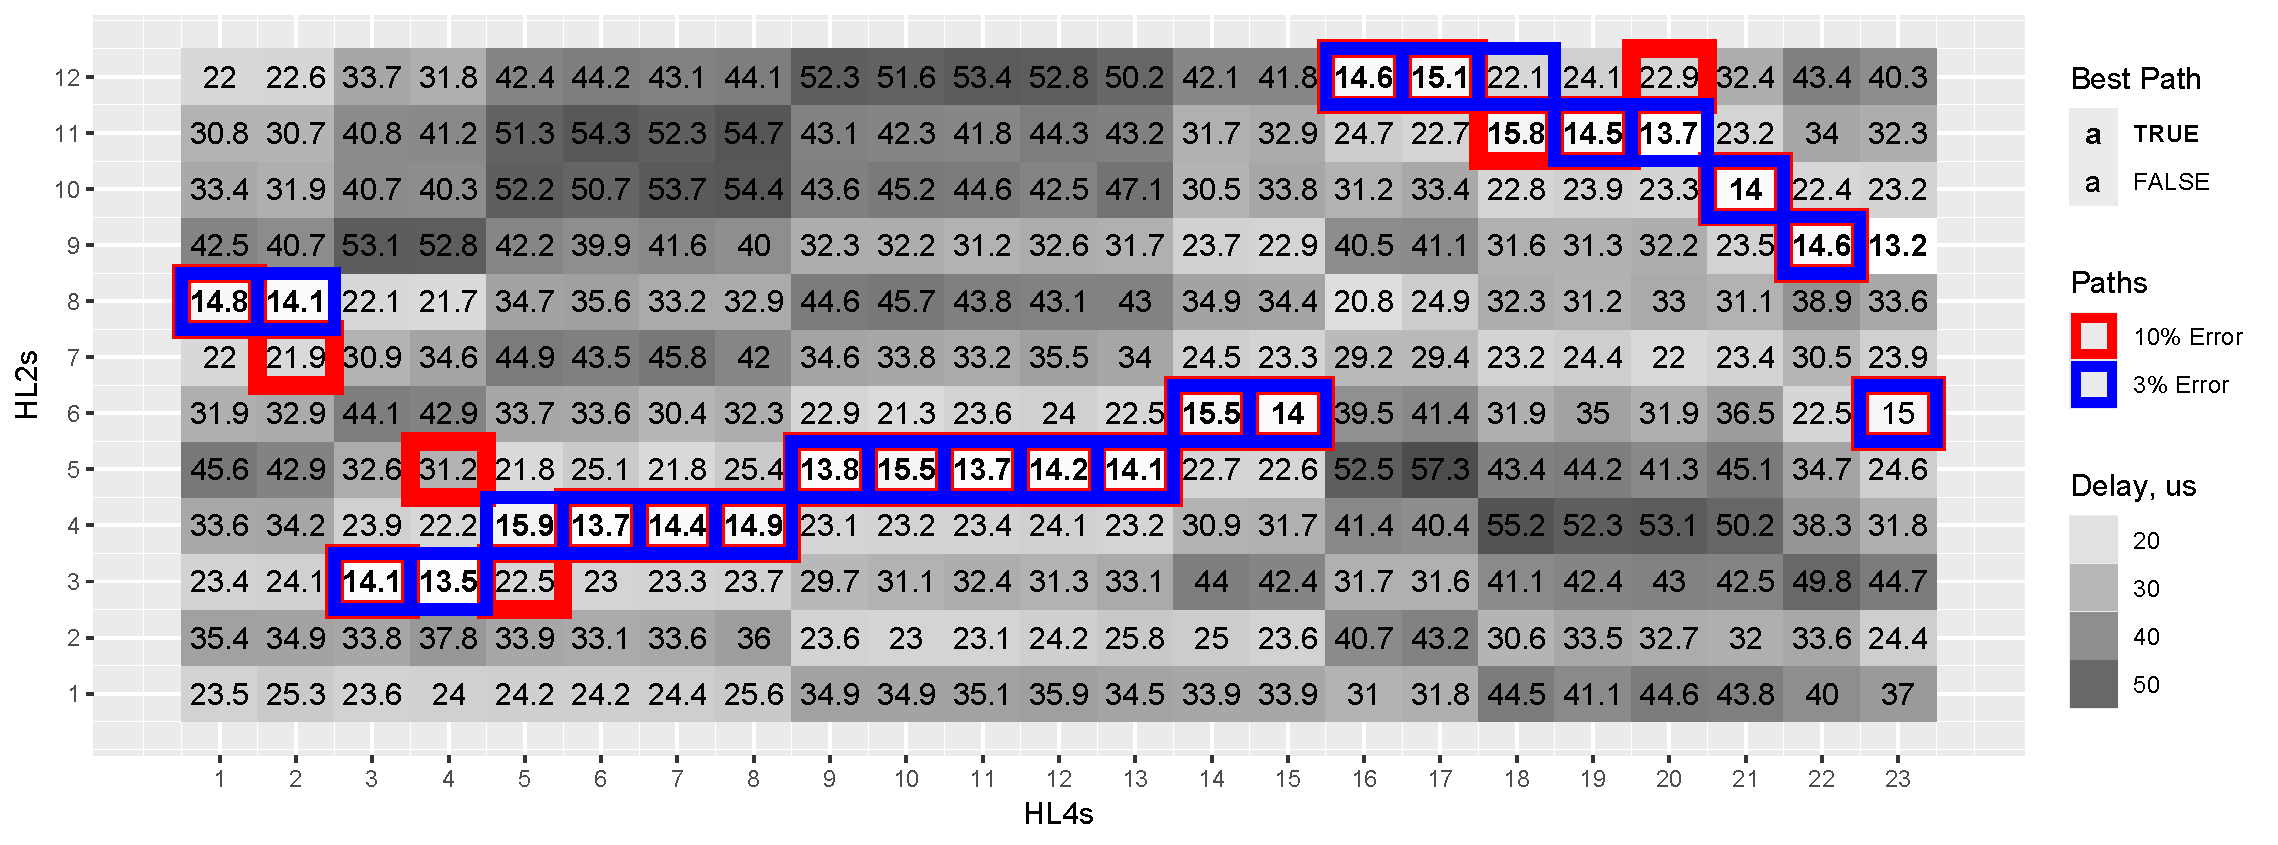 12 22 22.6 33.7 31.8 42.4 44.2 43.1 44.1 52.3 51.6 53.4 52.8 50.2 42.1 41.8 14.6 15.1 22.1 24.1 22.9 32.4 43.4 40.3
11 30.8 30.7 40.8 41.2 51.3 54.3 52.3 54.7 43.1 42.3 41.8 44.3 43.2 31.7 32.9 24.7 22.7 15.8 14.5 13.7 23.2 34 32.3
10 33.4 31.9 40.7 40.3 52.2 50.7 53.7 54.4 43.6 45.2 44.6 42.5 47.1 30.5 33.8 31.2 33.4 22.8 23.9 23.3 14 22.4 23.2
9 42.5 40.7 53.1 52.8 42.2 39.9 41.6 40 32.3 32.2 31.2 32.6 31.7 23.7 22.9 40.5 41.1 31.6 31.3 32.2 23.5 14.6 13.2
8 14.8 14.1 22.1 21.7 34.7 35.6 33.2 32.9 44.6 45.7 43.8 43.1 43 34.9 34.4 20.8 24.9 32.3 31.2 33 31.1 38.9 33.6
7 22 21.9 30.9 34.6 44.9 43.5 45.8 42 34.6 33.8 33.2 35.5 34 24.5 23.3 29.2 29.4 23.2 24.4 22 23.4 30.5 23.9
6 31.9 32.9 44.1 42.9 33.7 33.6 30.4 32.3 22.9 21.3 23.6 24 22.5 15.5 14 39.5 41.4 31.9 35 31.9 36.5 22.5 15
5 45.6 42.9 32.6 31.2 21.8 25.1 21.8 25.4 13.8 15.5 13.7 14.2 14.1 22.7 22.6 52.5 57.3 43.4 44.2 41.3 45.1 34.7 24.6
4 33.6 34.2 23.9 22.2 15.9 13.7 14.4 14.9 23.1 23.2 23.4 24.1 23.2 30.9 31.7 41.4 40.4 55.2 52.3 53.1 50.2 38.3 31.8
3 23.4 24.1 14.1 13.5 22.5 23 23.3 23.7 29.7 31.1 32.4 31.3 33.1 44 42.4 31.7 31.6 41.1 42.4 43 42.5 49.8 44.7
2 35.4 34.9 33.8 37.8 33.9 33.1 33.6 36 23.6 23 23.1 24.2 25.8 25 23.6 40.7 43.2 30.6 33.5 32.7 32 33.6 24.4
1 23.5 25.3 23.6 24 24.2 24.2 24.4 25.6 34.9 34.9 35.1 35.9 34.5 33.9 33.9 31 31.8 44.5 41.1 44.6 43.8 40 37
1 2 3 4 5 6 7 8 9 10 11 12 13 14 15 16 17 18 19 20 21 22 23
HL4s
HL2s
Best Path
a TRUE
a FALSE
Paths
10% Error
3% Error
Delay, us
20
30
40
50